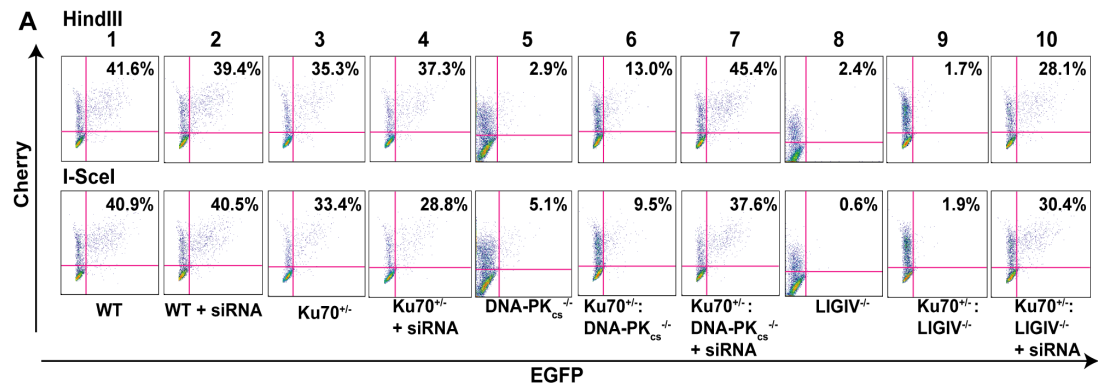 A
HindIII
1 2 3 4 5 6 7 8 9 10
41.6% 39.4% 35.3% 37.3% 2.9% 13.0% 45.4% 2.4% 1.7% 28.1%
Cherry
I-SceI
40.9% 40.5% 33.4% 28.8% 5.1% 9.5% 37.6% 0.6% 1.9% 30.4%
WT
WT + siRNA
Ku70+/-
Ku70+/-
+ siRNA
DNA-PKcs-/-
Ku70+/-:
DNA-PKcs-/-
Ku70+/-:
DNA-PKcs-/-
+ siRNA
LIGIV-/-
Ku70+/-:
LIGIV-/-
Ku70+/-:
LIGIV-/-
+ siRNA
EGFP